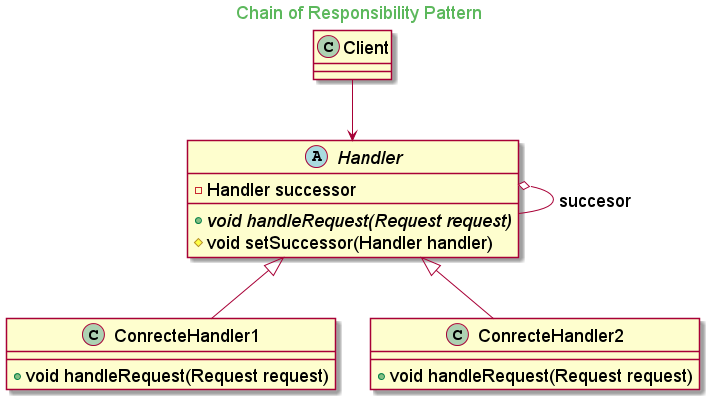 Chain of Responsibility Pattern
C Client
A Handler
Handler successor
void handleRequest(Request request)
void setSuccessor(Handler handler)
succesor
C ConrecteHandler1
void handleRequest(Request request)
C ConrecteHandler2
void handleRequest(Request request)